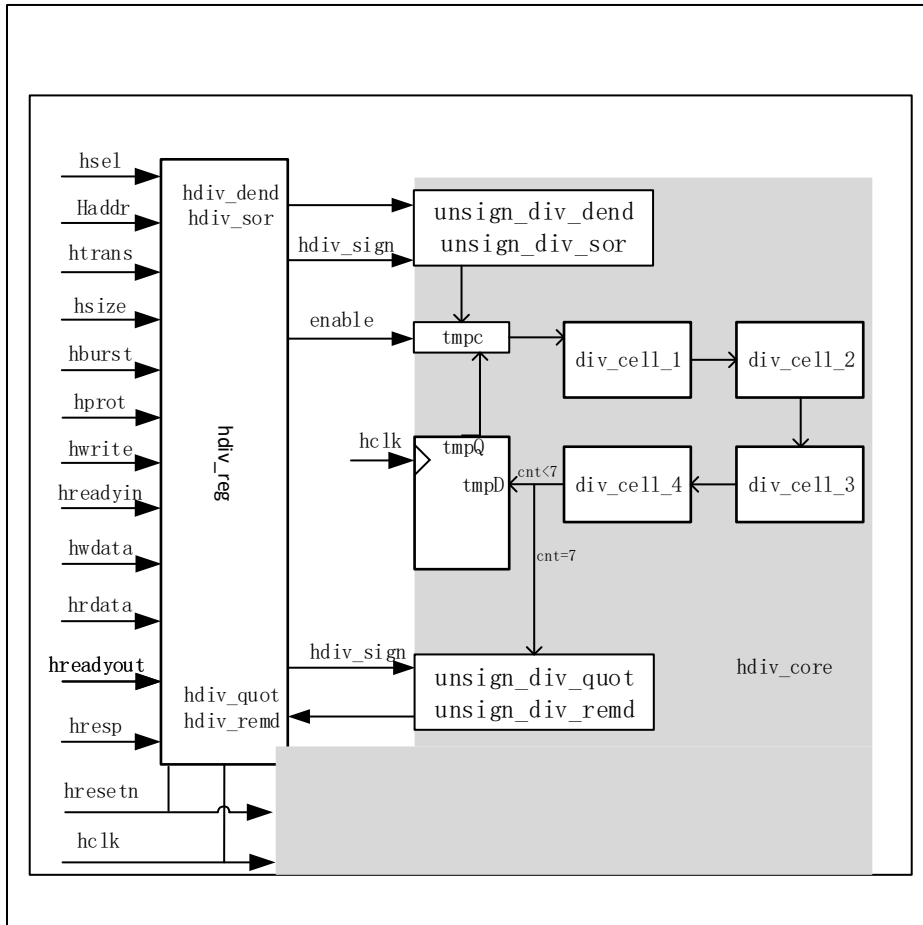 hsel
Haddr
htrans
hsize
hburst
hprot
hwrite
hreadyin
hwdata
hrdata
hreadyout
hresp
hresetn
hclk
hdiv_dend
hdiv_sor
hdiv_reg
hdiv_quot
hdiv_remd
hdiv_sign
enable
hclk
hdiv_sign
unsign_div_dend
unsign_div_sor
tmpc
div_cell_1
div_cell_2
tmpQ
tmpD
cnt<7
div_cell_4
div_cell_3
cnt=7
unsign_div_quot
unsign_div_remd
hdiv_core